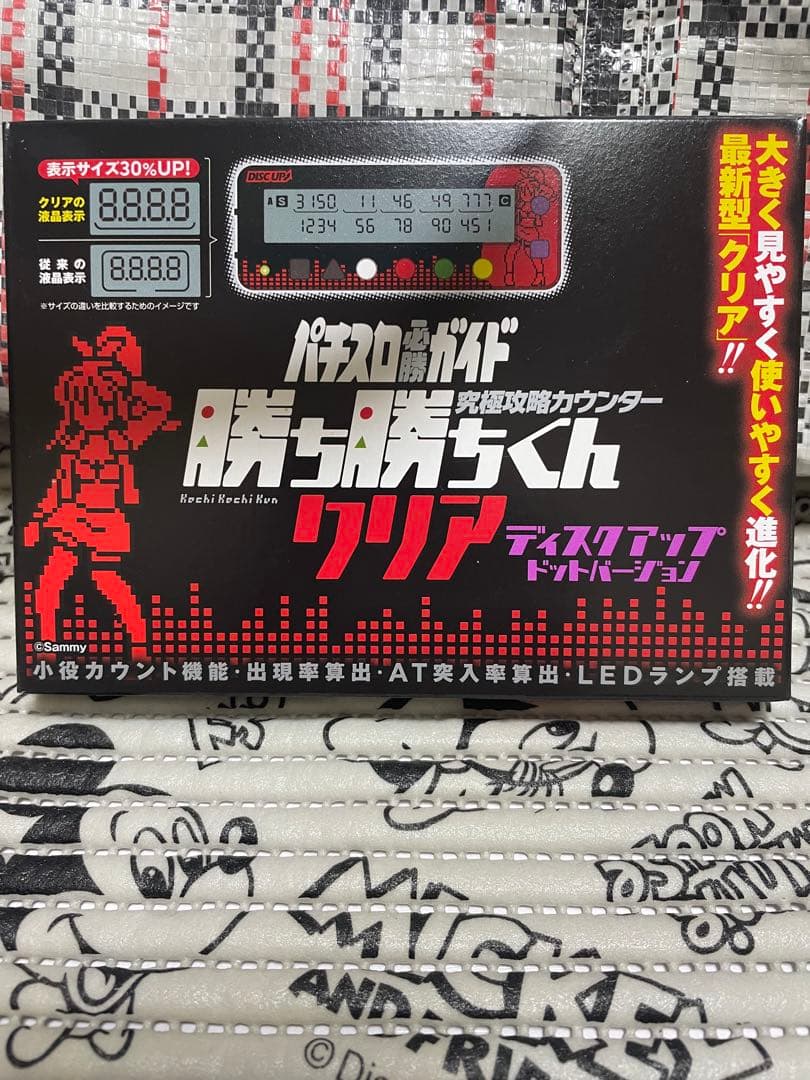 表示サイズ30%UP!
クリアの
液晶表示
8.8.8.8
従来の
液晶表示
8.8.8.8
※サイズの違いを比較するためのイメージです
DISC UP
A S 3150 11 46 49 777 C
1234 56 78 90 451
大きく見やすく使いやすく進化!!
最新型「クリア」!!
パチスロ必勝ガイド
究極攻略カウンター
勝ち勝ちくん
Kachi Kachi Kun
クリア
ディスクアップ
ドットバージョン
©Sammy
小役カウント機能・出現率算出・AT突入率算出・LEDランプ搭載
MICKEY
AND
FRIE
© Dis